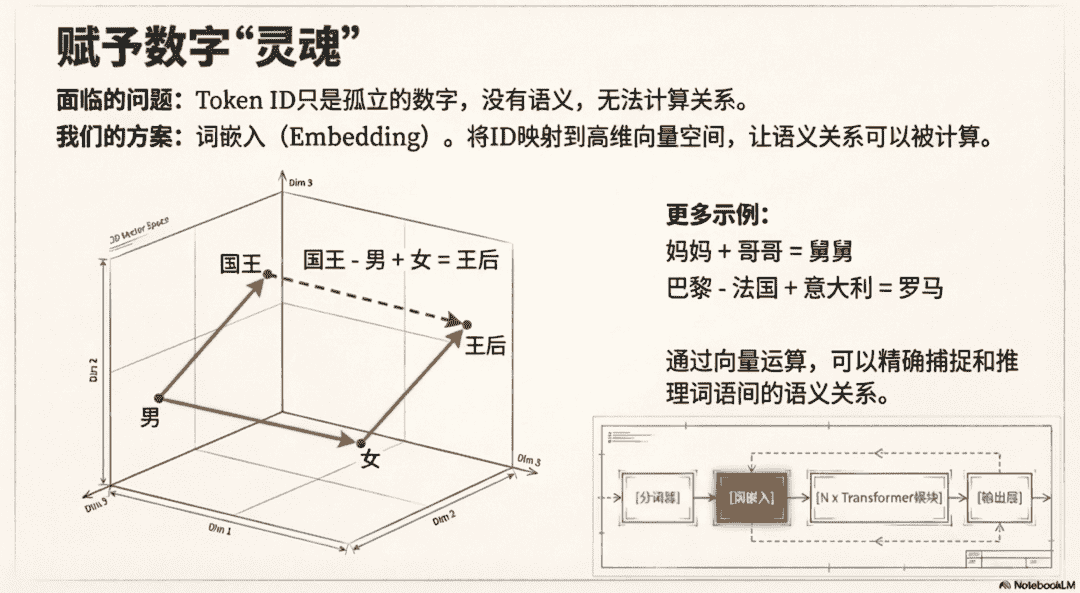 赋予数字“灵魂”
面临的问题：Token ID只是孤立的数字，没有语义，无法计算关系。
我们的方案：词嵌入（Embedding）。将ID映射到高维向量空间，让语义关系可以被计算。
Dim 3
3D Vector Space
国王
国王 - 男 + 女 = 王后
王后
Dim 2
男
女
Dim 3
Dim 3
Dim 1
Dim 2
更多示例：
妈妈 + 哥哥 = 舅舅
巴黎 - 法国 + 意大利 = 罗马
通过向量运算，可以精确捕捉和推
理词语间的语义关系。
[分词器]
[词嵌入]
[N x Transformer模块]
[输出层]
NotebookLM